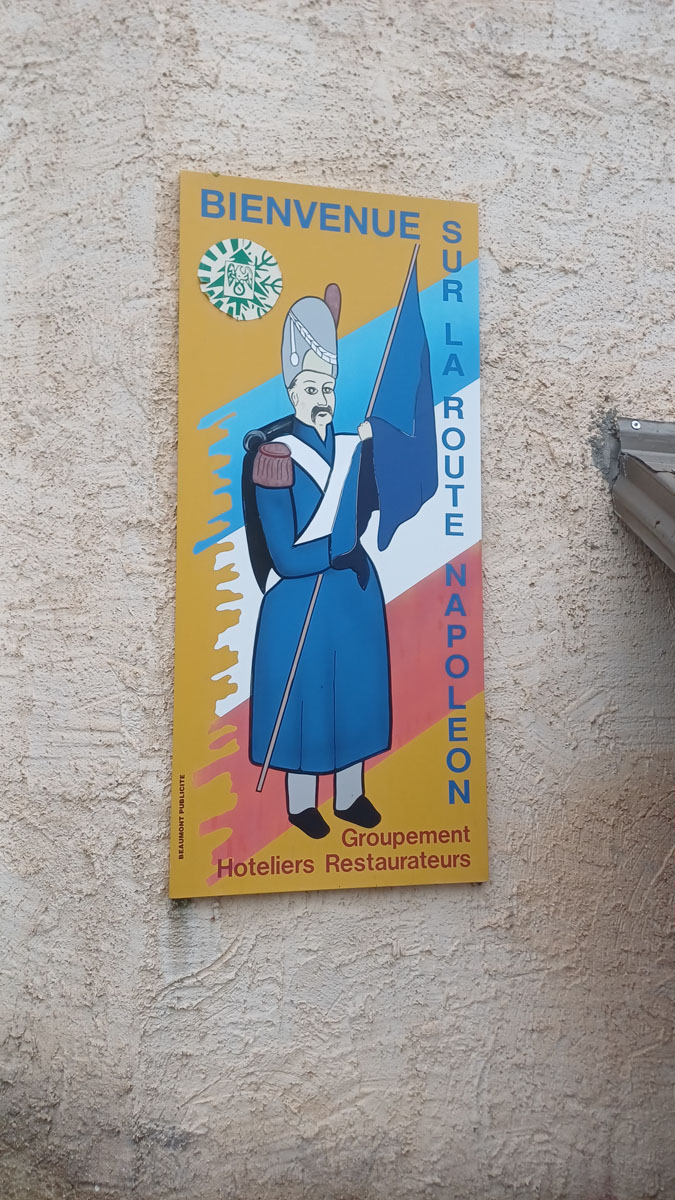 BIENVENUE
SUR LA ROUTE NAPOLEON
Groupement
Hoteliers Restaurateurs
BEAUMONT PUBLICITE